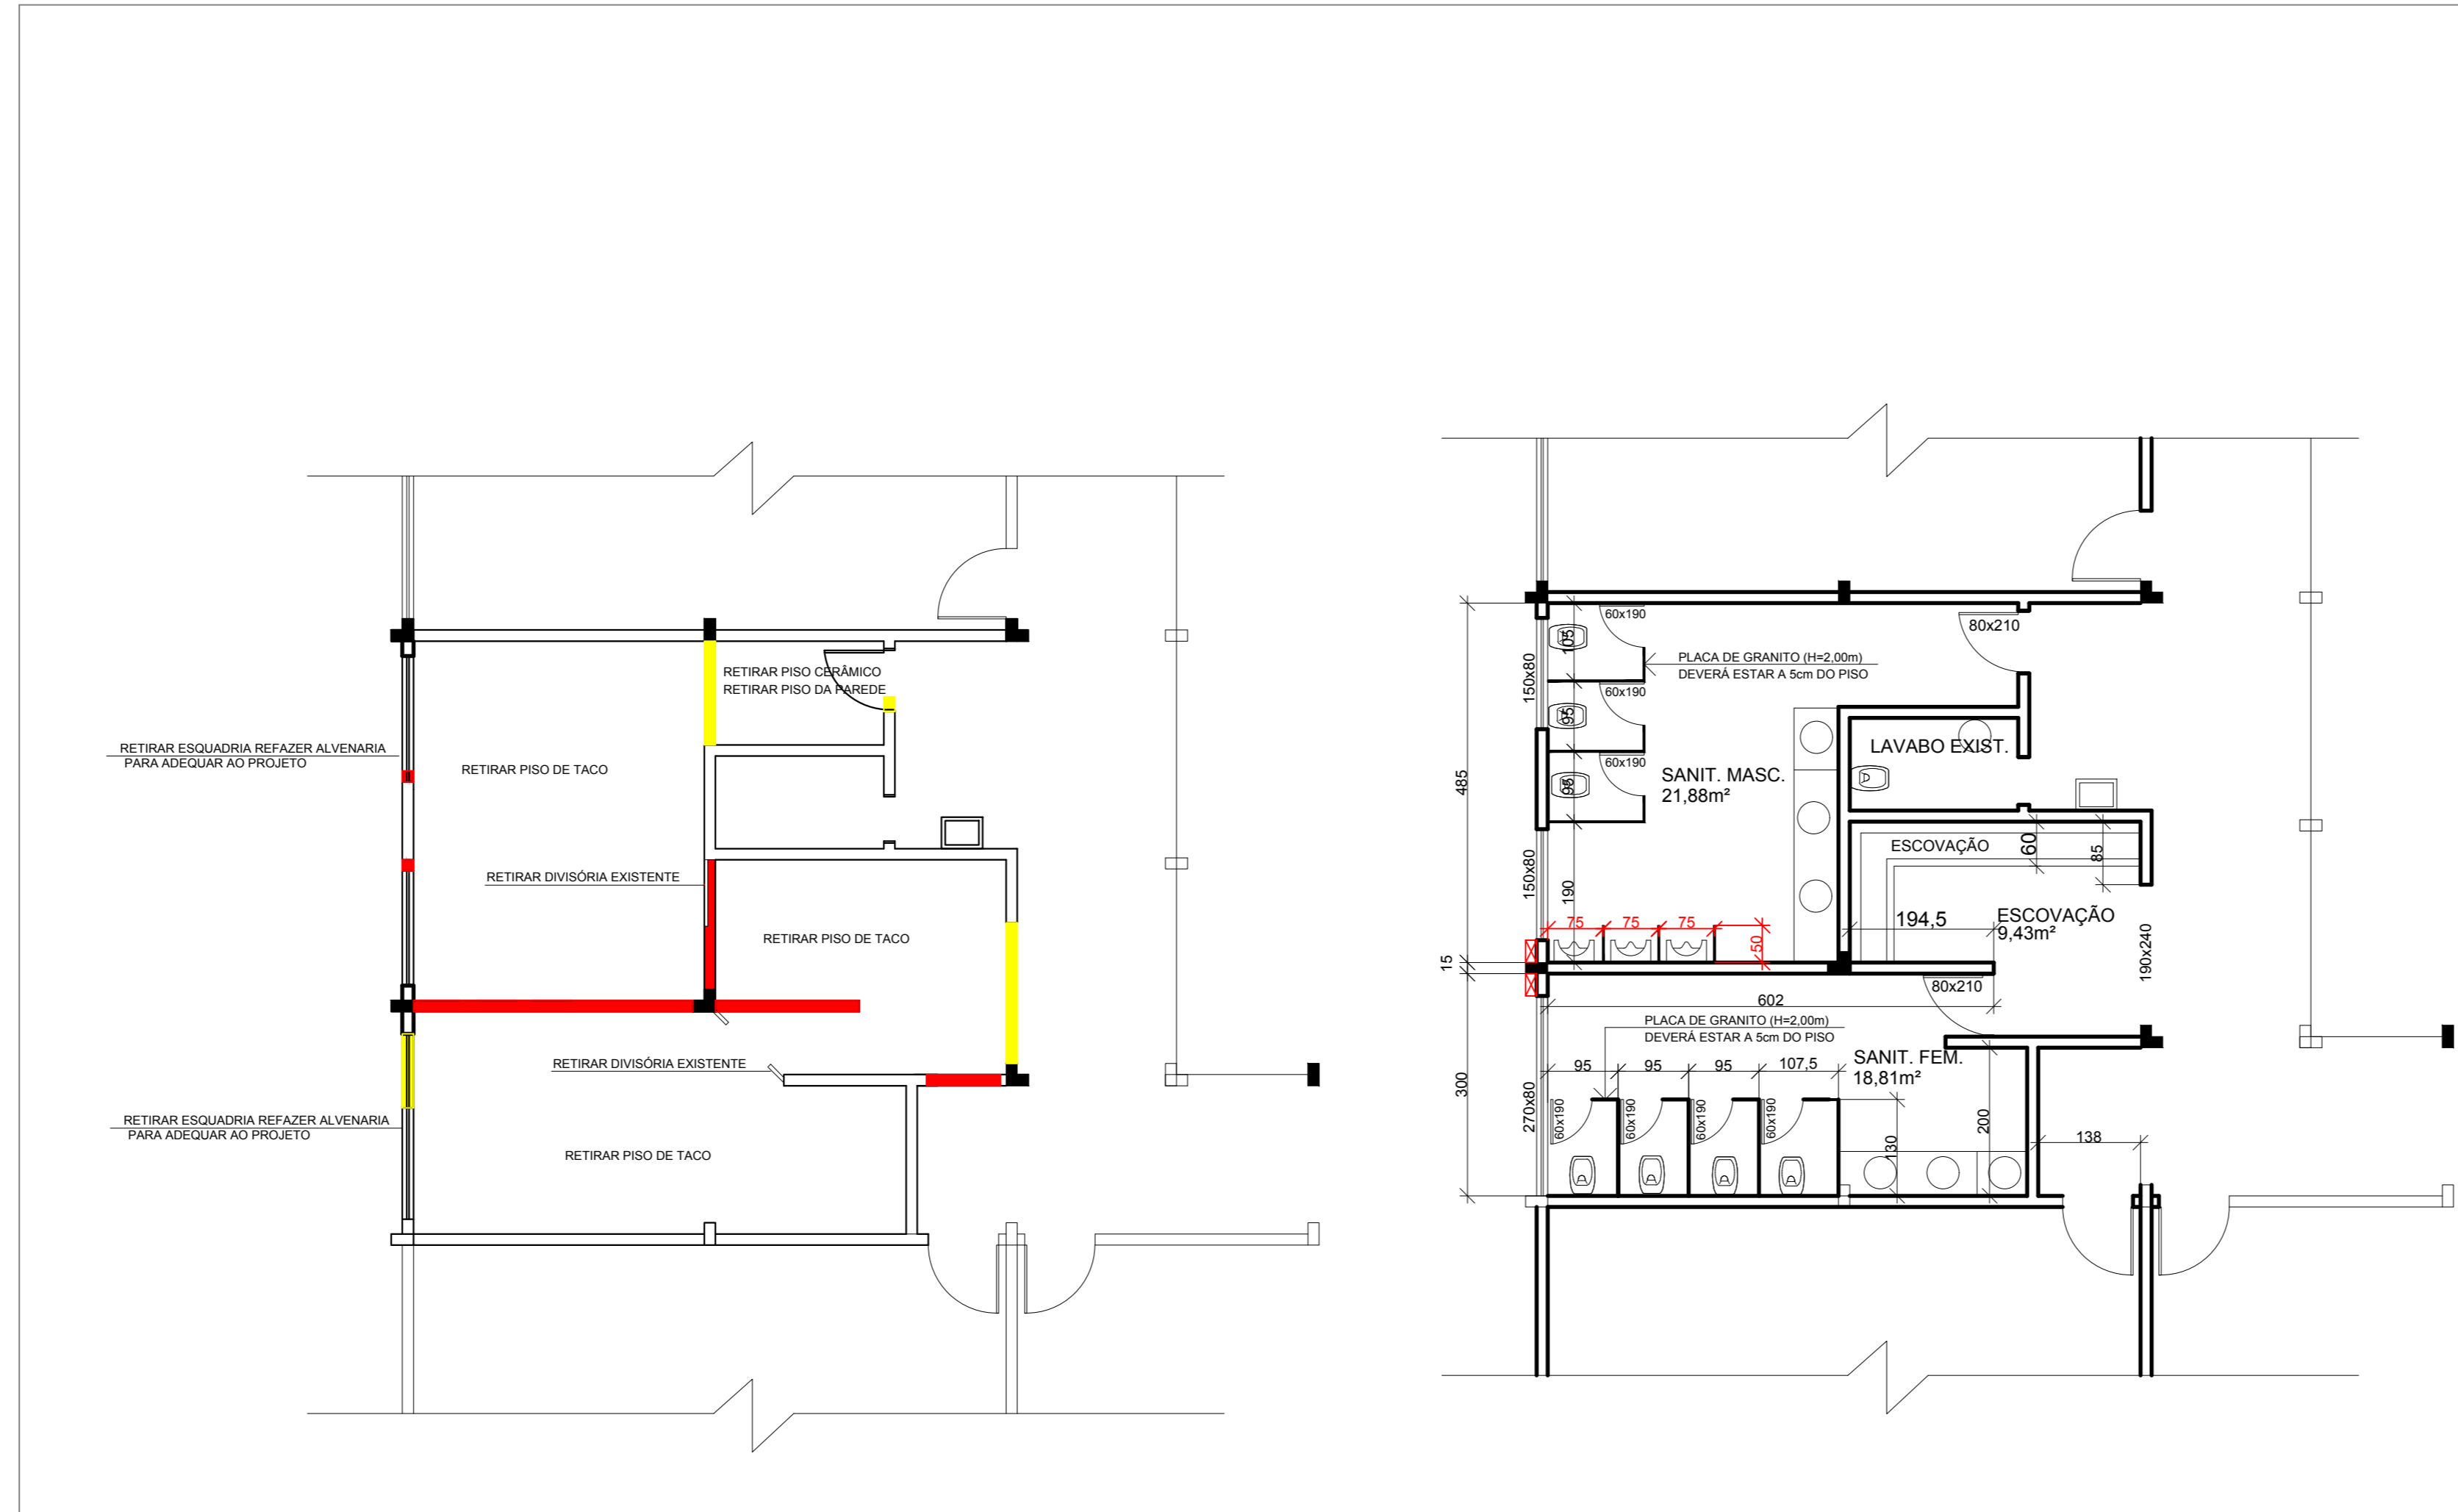 RETIRAR PISO CERÂMICO
RETIRAR PISO DA PAREDE
RETIRAR ESQUADRIA REFAZER ALVENARIA
PARA ADEQUAR AO PROJETO
RETIRAR PISO DE TACO
RETIRAR DIVISÓRIA EXISTENTE
RETIRAR PISO DE TACO
RETIRAR DIVISÓRIA EXISTENTE
RETIRAR ESQUADRIA REFAZER ALVENARIA
PARA ADEQUAR AO PROJETO
RETIRAR PISO DE TACO
60x190
105
80x210
PLACA DE GRANITO (H=2,00m)
DEVERÁ ESTAR A 5cm DO PISO
150x80
60x190
95
LAVABO EXIST.
60x190
95
SANIT. MASC.
21,88m²
485
ESCOVAÇÃO
60
85
150x80
190
75
75
75
50
194,5
ESCOVAÇÃO
9,43m²
190x240
15
80x210
602
PLACA DE GRANITO (H=2,00m)
DEVERÁ ESTAR A 5cm DO PISO
SANIT. FEM.
18,81m²
95
95
95
107,5
300
270x80
60x190
60x190
60x190
60x190
130
200
138